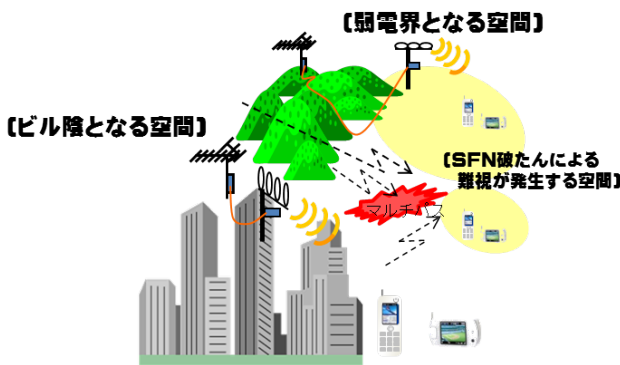 (弱電界となる空間)
(ビル陰となる空間)
(SFN破たんによる
難視が発生する空間)
マルチパス